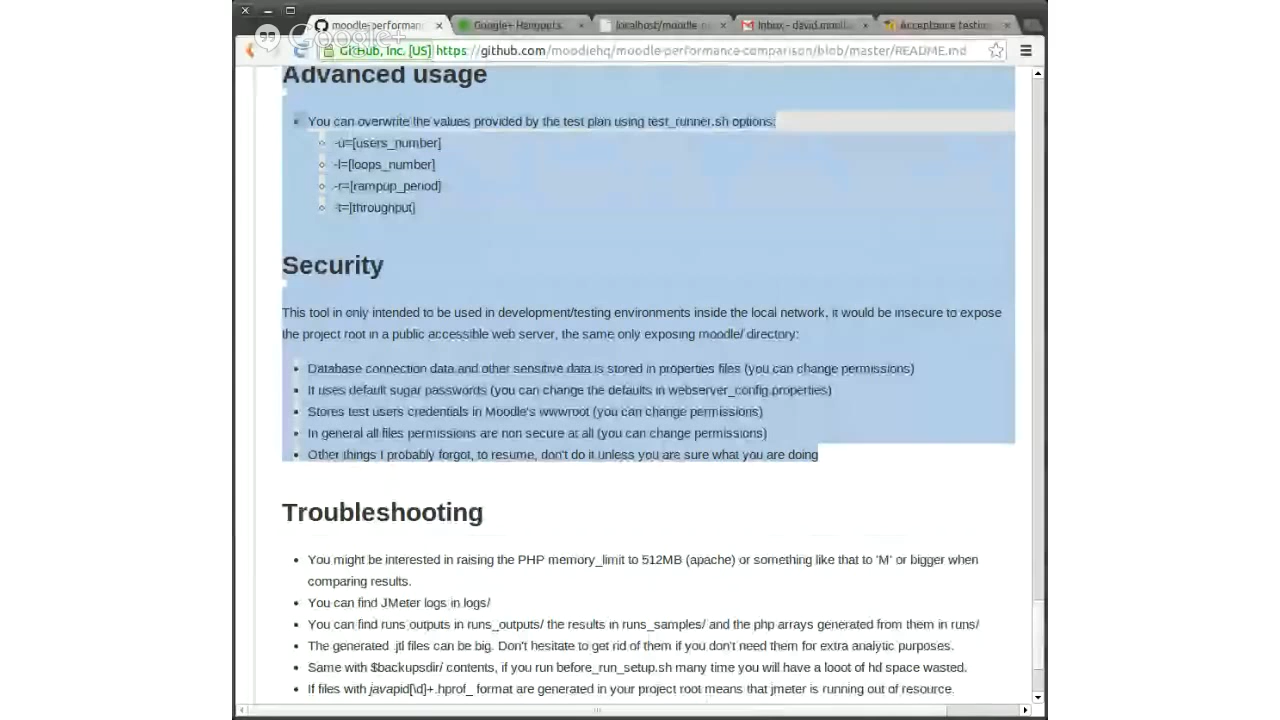 moodle-performan
Google+ Hangouts
localhost/moodle
Inbox - david.monll
Acceptance testin
Google+
GitHub, Inc. [US] https://github.com/moodlehq/moodle-performance-comparison/blob/master/README.md
Advanced usage
You can overwrite the values provided by the test plan using test_runner.sh options:
-u=[users_number]
-l=[loops_number]
-r=[rampup_period]
-t=[throughput]
Security
This tool in only intended to be used in development/testing environments inside the local network, it would be insecure to expose
the project root in a public accessible web server, the same only exposing moodle/ directory:
Database connection data and other sensitive data is stored in properties files (you can change permissions)
It uses default sugar passwords (you can change the defaults in webserver_config.properties)
Stores test users credentials in Moodle's wwwroot (you can change permissions)
In general all files permissions are non secure at all (you can change permissions)
Other things I probably forgot, to resume, don't do it unless you are sure what you are doing
Troubleshooting
You might be interested in raising the PHP memory_limit to 512MB (apache) or something like that to 'M' or bigger when
comparing results.
You can find JMeter logs in logs/
You can find runs outputs in runs_outputs/ the results in runs_samples/ and the php arrays generated from them in runs/
The generated .jtl files can be big. Don't hesitate to get rid of them if you don't need them for extra analytic purposes.
Same with $backupsdir/ contents, if you run before_run_setup.sh many time you will have a looot of hd space wasted.
If files with javapid[\d]+.hprof_ format are generated in your project root means that jmeter is running out of resource.